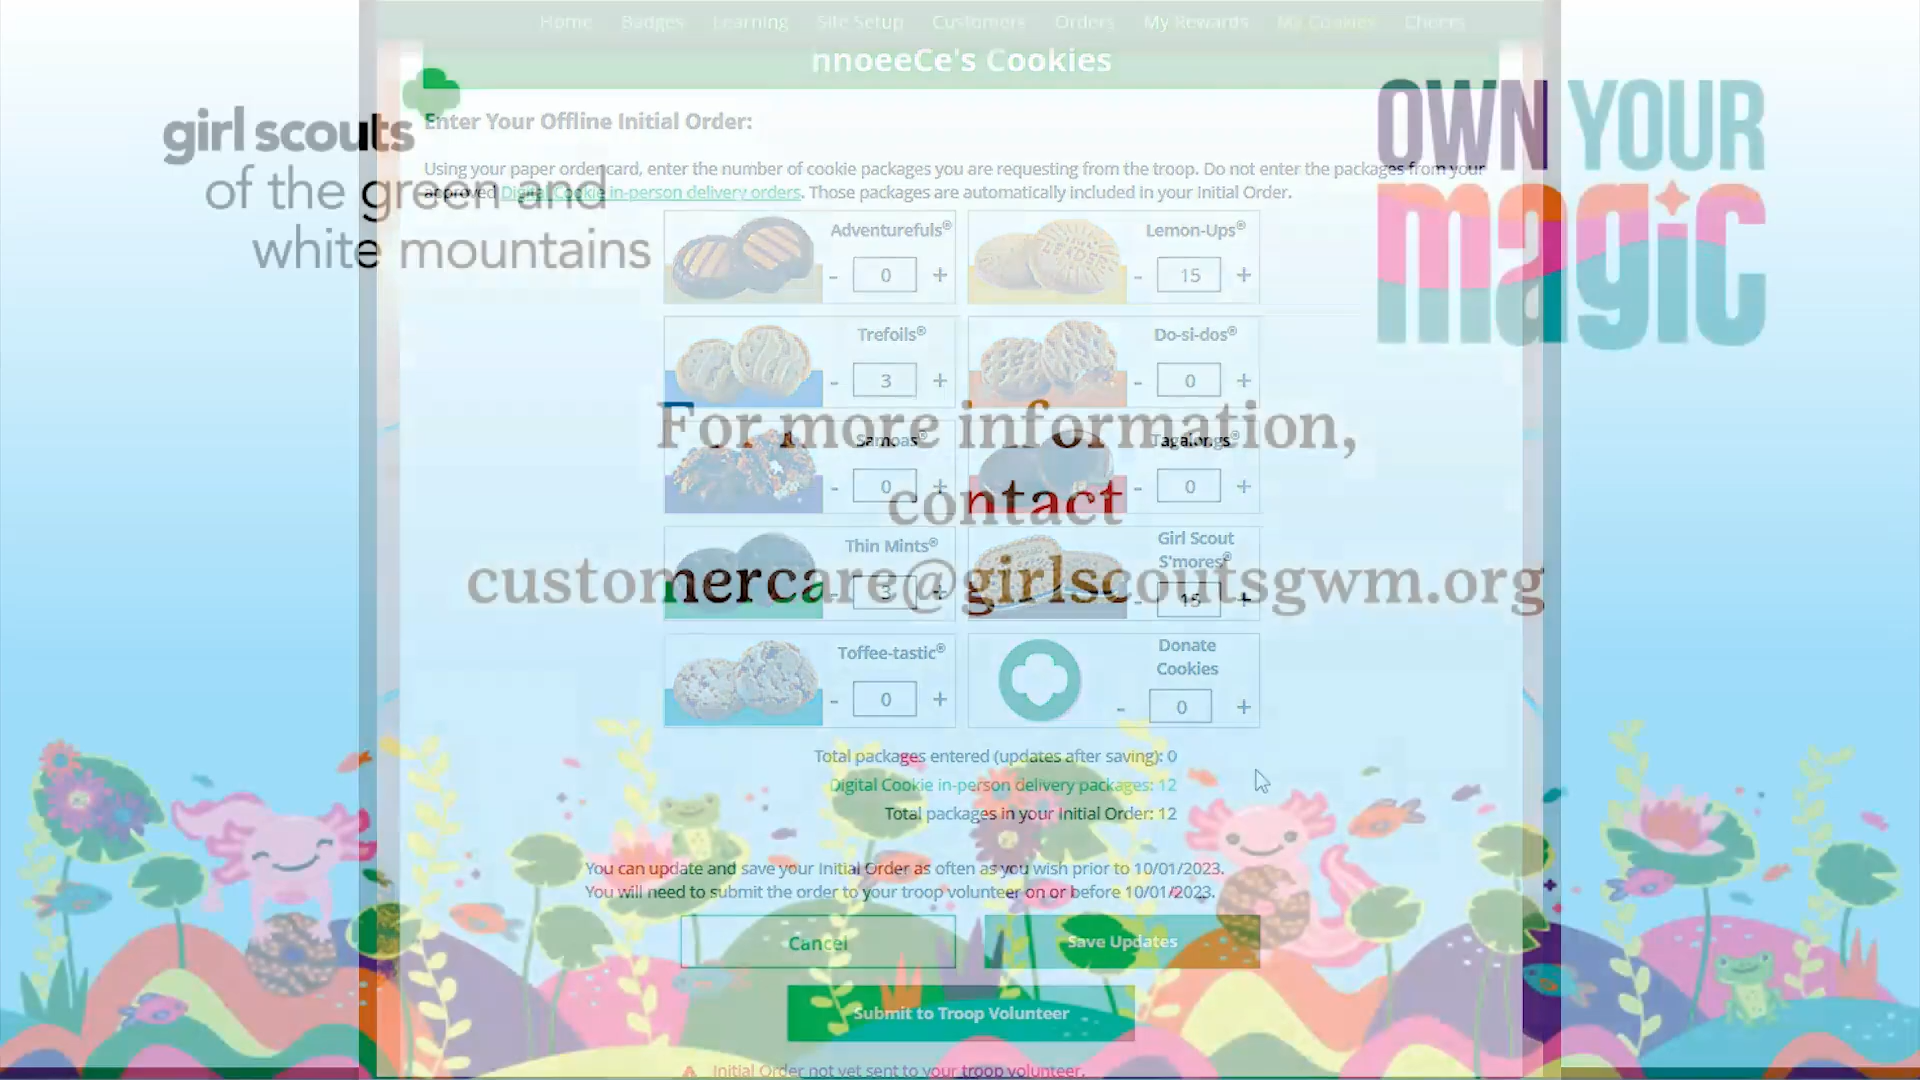 Home Badges Learning Site Setup Customers Orders My Rewards My Cookies Cheers
nnoeeCe's Cookies
girl scouts
of the green and
white mountains
OWN YOUR
magic
Enter Your Offline Initial Order:
Using your paper order card, enter the number of cookie packages you are requesting from the troop. Do not enter the packages from your
approved Digital Cookie in-person delivery orders. Those packages are automatically included in your Initial Order.
Adventurefuls®
- 0 +
Lemon-Ups®
- 15 +
Trefoils®
- 3 +
Do-si-dos®
- 0 +
For more information,
contact
customercare@girlscoutsgwm.org
Samoas®
- 0 +
Tagalongs®
- 0 +
Thin Mints®
- 3 +
Girl Scout
S'mores®
- 15 +
Toffee-tastic®
- 0 +
Donate
Cookies
- 0 +
Total packages entered (updates after saving): 0
Digital Cookie in-person delivery packages: 12
Total packages in your Initial Order: 12
You can update and save your Initial Order as often as you wish prior to 10/01/2023.
You will need to submit the order to your troop volunteer on or before 10/01/2023.
Cancel
Save Updates
Submit to Troop Volunteer
Initial Order not yet sent to your troop volunteer.